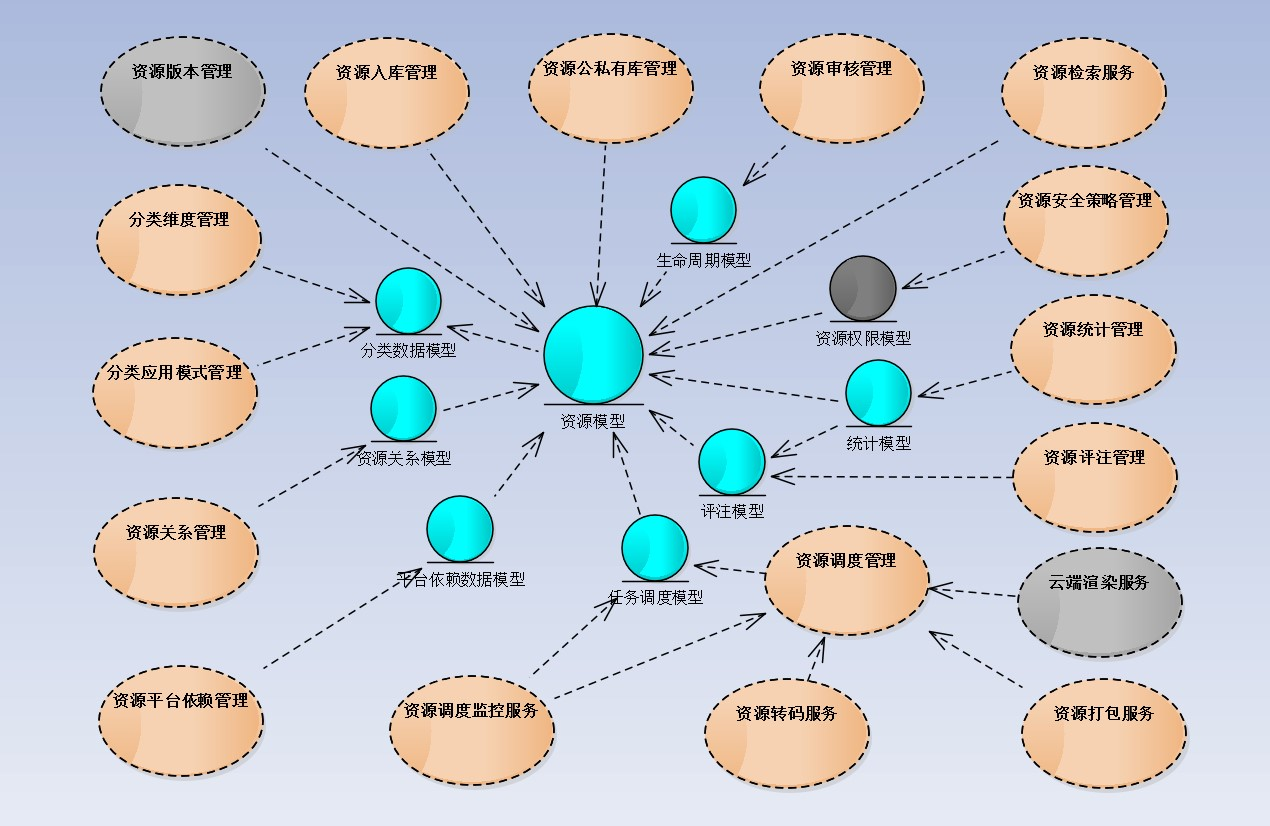 资源版本管理
资源入库管理
资源公私有库管理
资源审核管理
资源检索服务
资源安全策略管理
分类维度管理
生命周期模型
资源统计管理
资源权限模型
分类数据模型
分类应用模式管理
资源模型
统计模型
资源关系模型
资源评注管理
评注模型
资源关系管理
资源调度管理
平台依赖数据模型
云端渲染服务
任务调度模型
资源平台依赖管理
资源调度监控服务
资源转码服务
资源打包服务